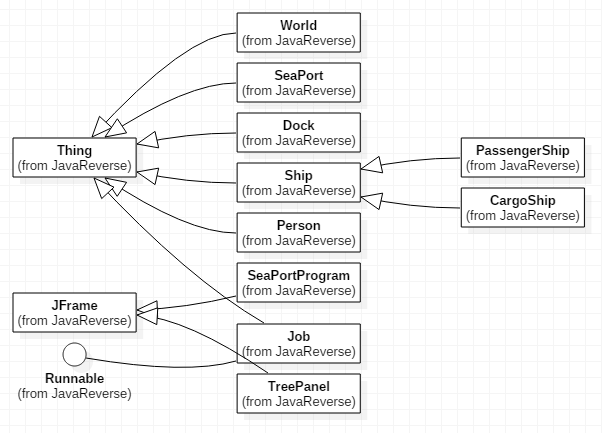 World
(from JavaReverse)
SeaPort
(from JavaReverse)
Dock
(from JavaReverse)
Thing
(from JavaReverse)
PassengerShip
(from JavaReverse)
Ship
(from JavaReverse)
CargoShip
(from JavaReverse)
Person
(from JavaReverse)
SeaPortProgram
(from JavaReverse)
JFrame
(from JavaReverse)
Job
(from JavaReverse)
Runnable
(from JavaReverse)
TreePanel
(from JavaReverse)